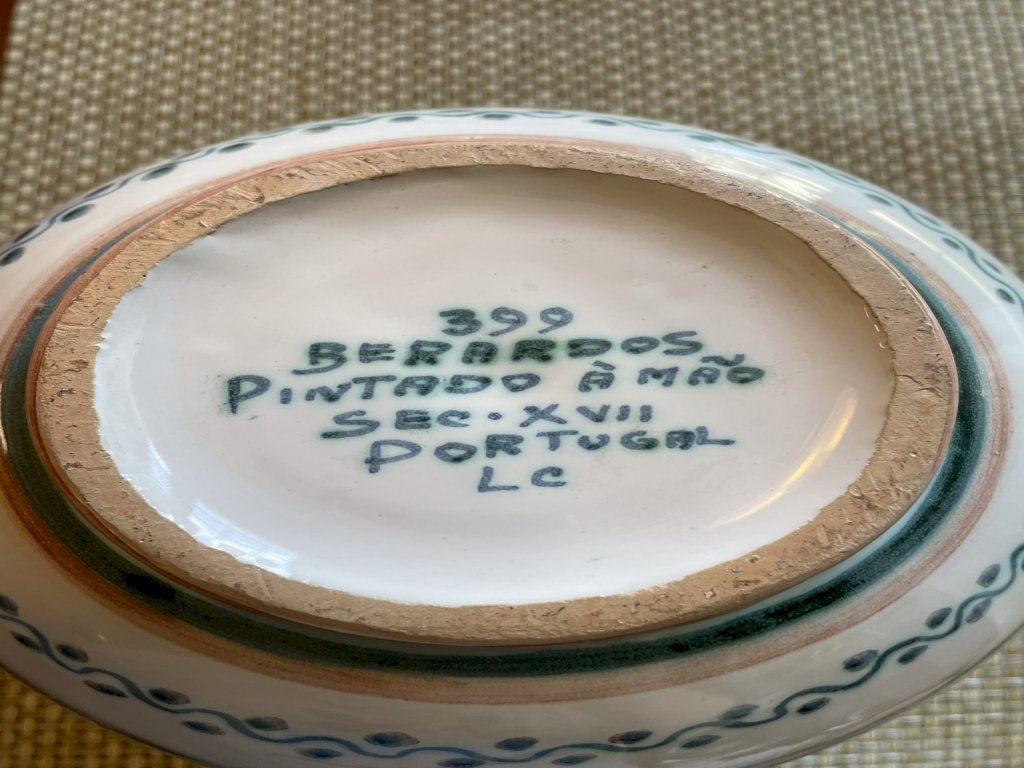 399
BERARDOS
PINTADO À MÃO
SEC. XVII
PORTUGAL
LC